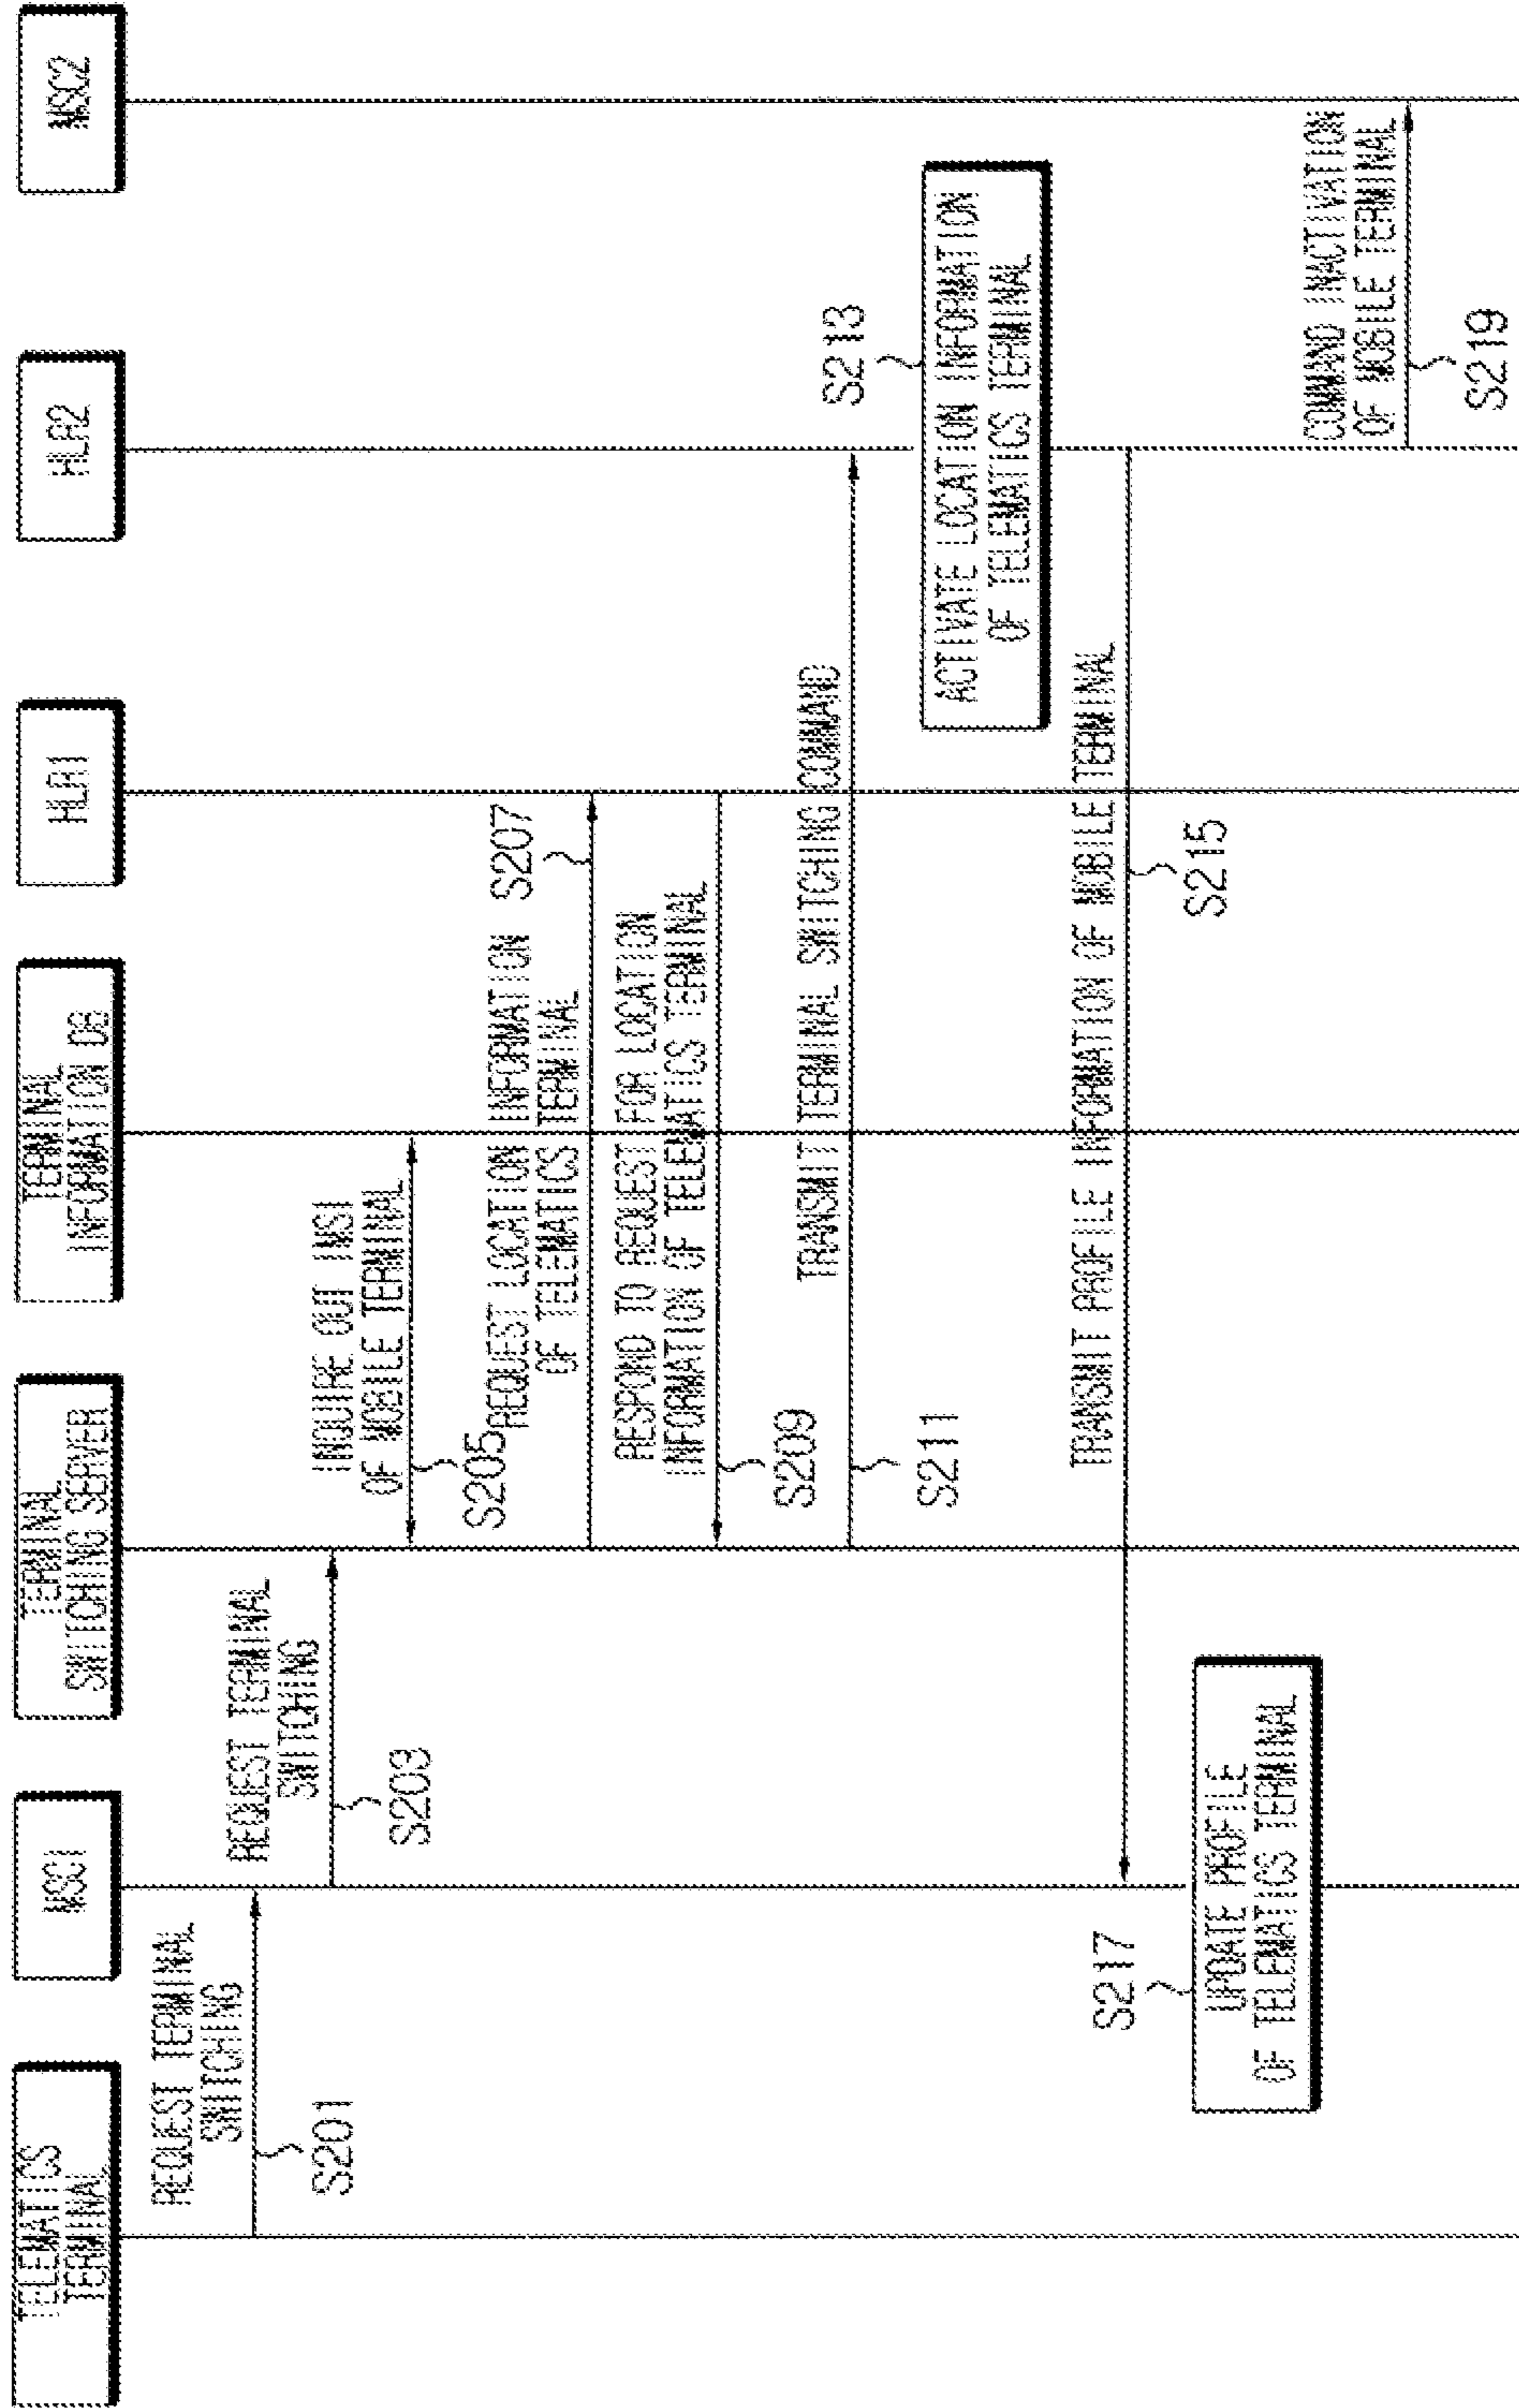 TELEMATICS
TERMINAL
MSC1
TERMINAL
SWITCHING SERVER
TERMINAL
INFORMATION DB
HLR1
HLR2
MSC2
REQUEST TERMINAL
SWITCHING
S201
REQUEST TERMINAL
SWITCHING
S203
INQUIRE OUT IMSI
OF MOBILE TERMINAL
S205
REQUEST LOCATION INFORMATION
OF TELEMATICS TERMINAL
S207
RESPOND TO REQUEST FOR LOCATION
INFORMATION OF TELEMATICS TERMINAL
S209
TRANSMIT TERMINAL SWITCHING COMMAND
S211
S213
ACTIVATE LOCATION INFORMATION
OF TELEMATICS TERMINAL
TRANSMIT PROFILE INFORMATION OF MOBILE TERMINAL
S215
S217
UPDATE PROFILE
OF TELEMATICS TERMINAL
COMMAND INACTIVATION
OF MOBILE TERMINAL
S219